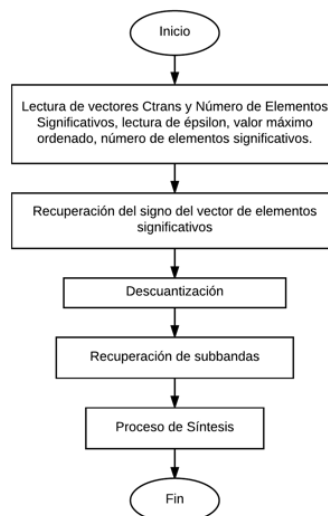 Inicio
Lectura de vectores Ctrans y Número de Elementos
Significativos, lectura de épsilon, valor máximo
ordenado, número de elementos significativos.
Recuperación del signo del vector de elementos
significativos
Descuantización
Recuperación de subbandas
Proceso de Síntesis
Fin